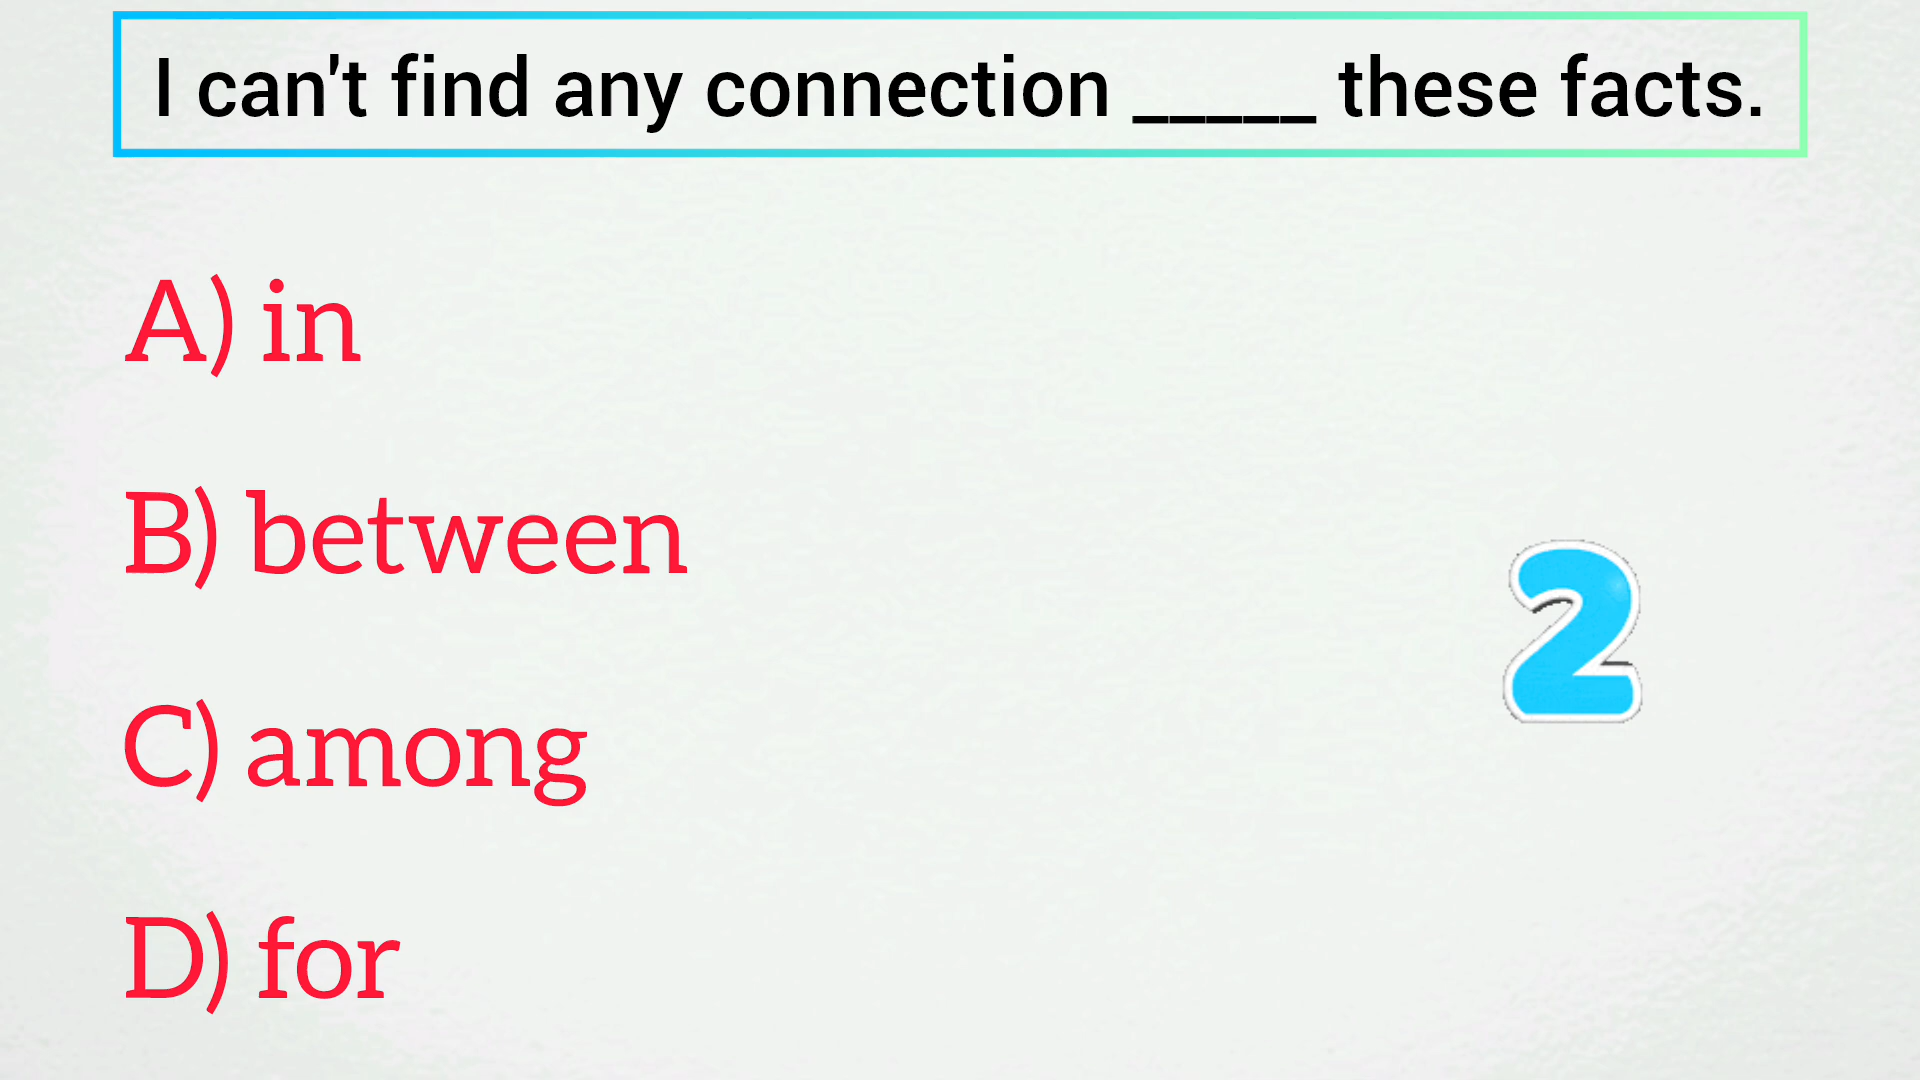 I can't find any connection _____ these facts.
A) in
B) between
2
C) among
D) for